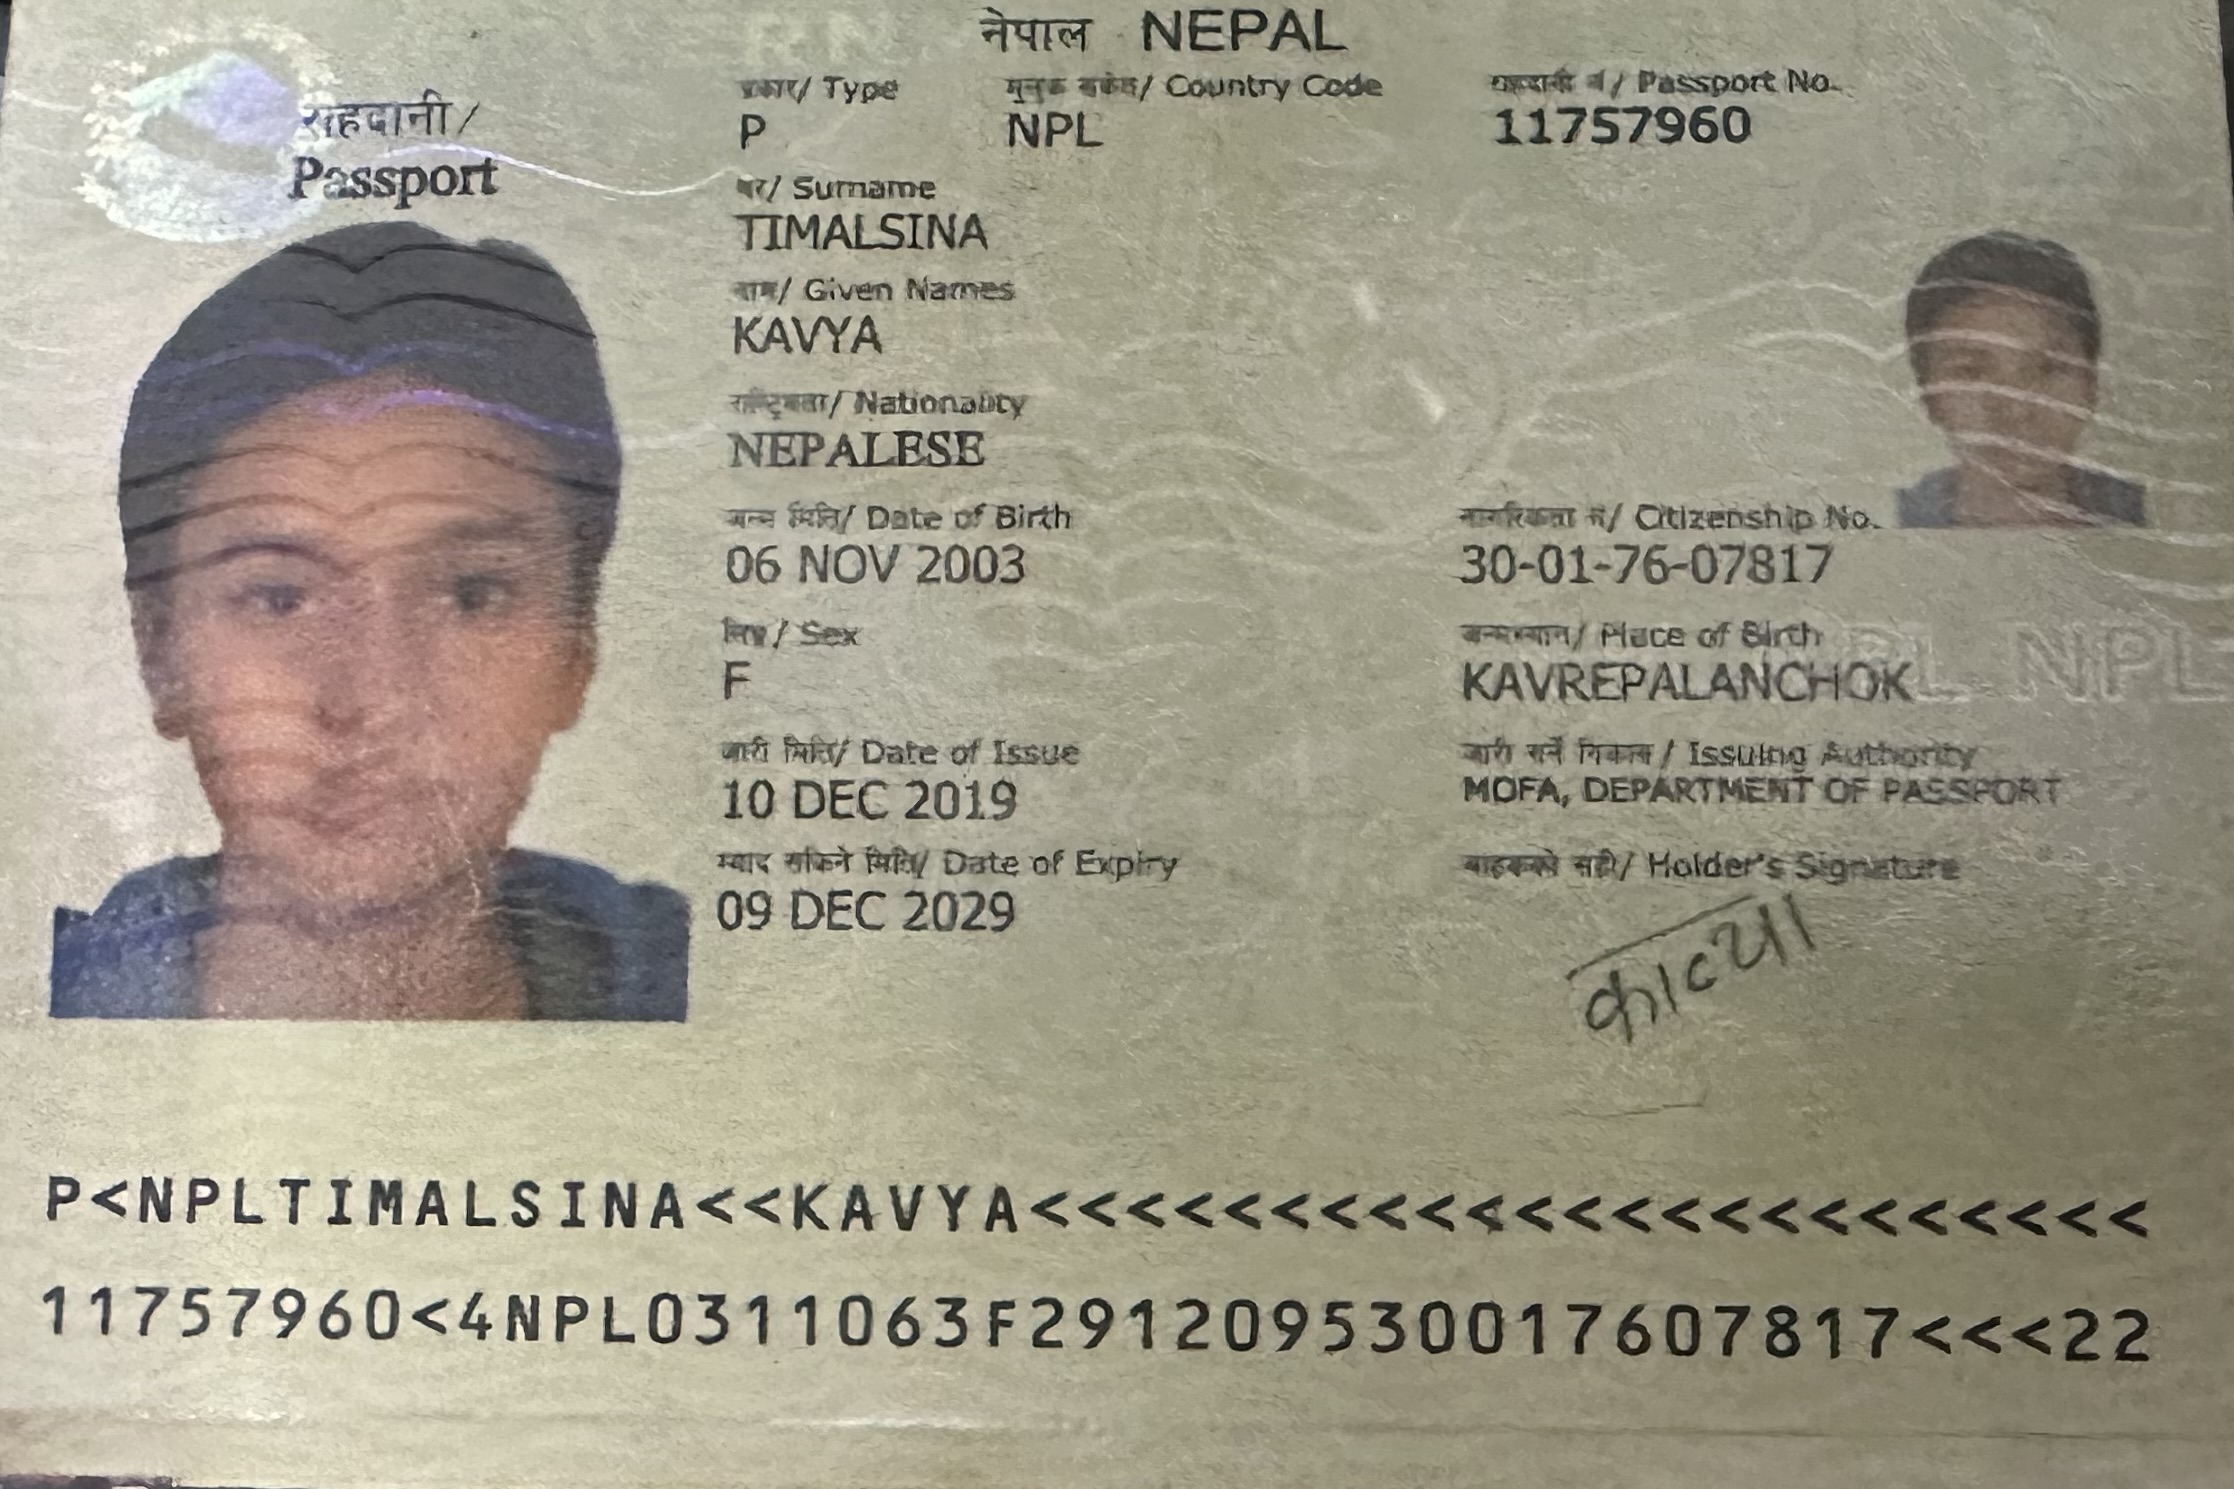 नेपाल NEPAL
राहदानी /
Passport
प्रकार/ Type
P
मुलुक संकेत/ Country Code
NPL
राहदानी नं/ Passport No.
11757960
थर/ Surname
TIMALSINA
नाम/ Given Names
KAVYA
राष्ट्रियता/ Nationality
NEPALESE
जन्म मिति/ Date of Birth
06 NOV 2003
नागरिकता नं/ Citizenship No.
30-01-76-07817
लिङ्ग/ Sex
F
जन्मस्थान/ Place of Birth
KAVREPALANCHOK
NPL
जारी मिति/ Date of Issue
10 DEC 2019
जारी गर्ने निकाय/ Issuing Authority
MOFA, DEPARTMENT OF PASSPORT
म्याद सकिने मिति/ Date of Expiry
09 DEC 2029
वाहकको सही/ Holder's Signature
काव्या
P<NPLTIMALSINA<<KAVYA<<<<<<<<<<<<<<<<<<<<<<<
11757960<4NPL0311063F291209530017607817<<<22